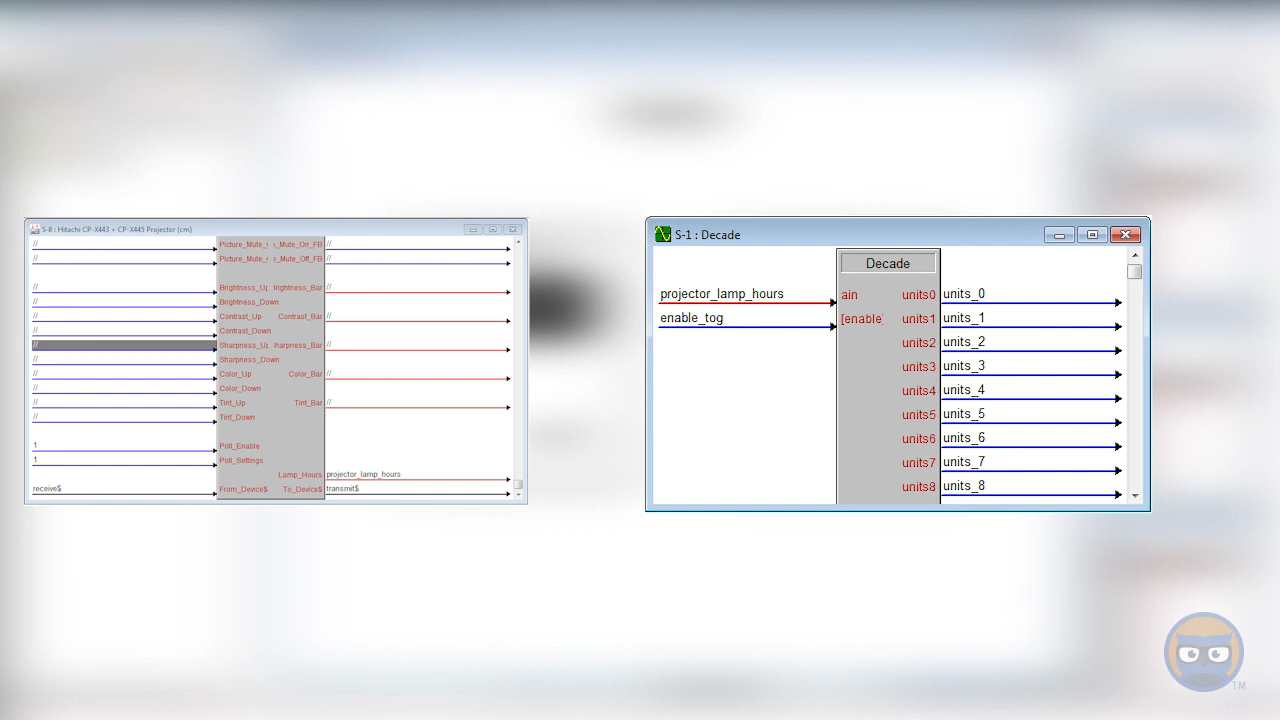 S-8 : Hitachi CP-X443 + CP-X445 Projector (cm)
// Picture_Mute_( ._Mute_On_FB //
// Picture_Mute_( ._Mute_Off_FB //
// Brightness_Up rightness_Bar //
// Brightness_Down
// Contrast_Up Contrast_Bar //
// Contrast_Down
// Sharpness_Up harpness_Bar //
// Sharpness_Down
// Color_Up Color_Bar //
// Color_Down
// Tint_Up Tint_Bar //
// Tint_Down
1 Poll_Enable
1 Poll_Settings
Lamp_Hours projector_lamp_hours
receive$ From_Device$ To_Device$ transmit$
S-1 : Decade
Decade
projector_lamp_hours ain units0 units_0
enable_tog [enable] units1 units_1
units2 units_2
units3 units_3
units4 units_4
units5 units_5
units6 units_6
units7 units_7
units8 units_8
TM